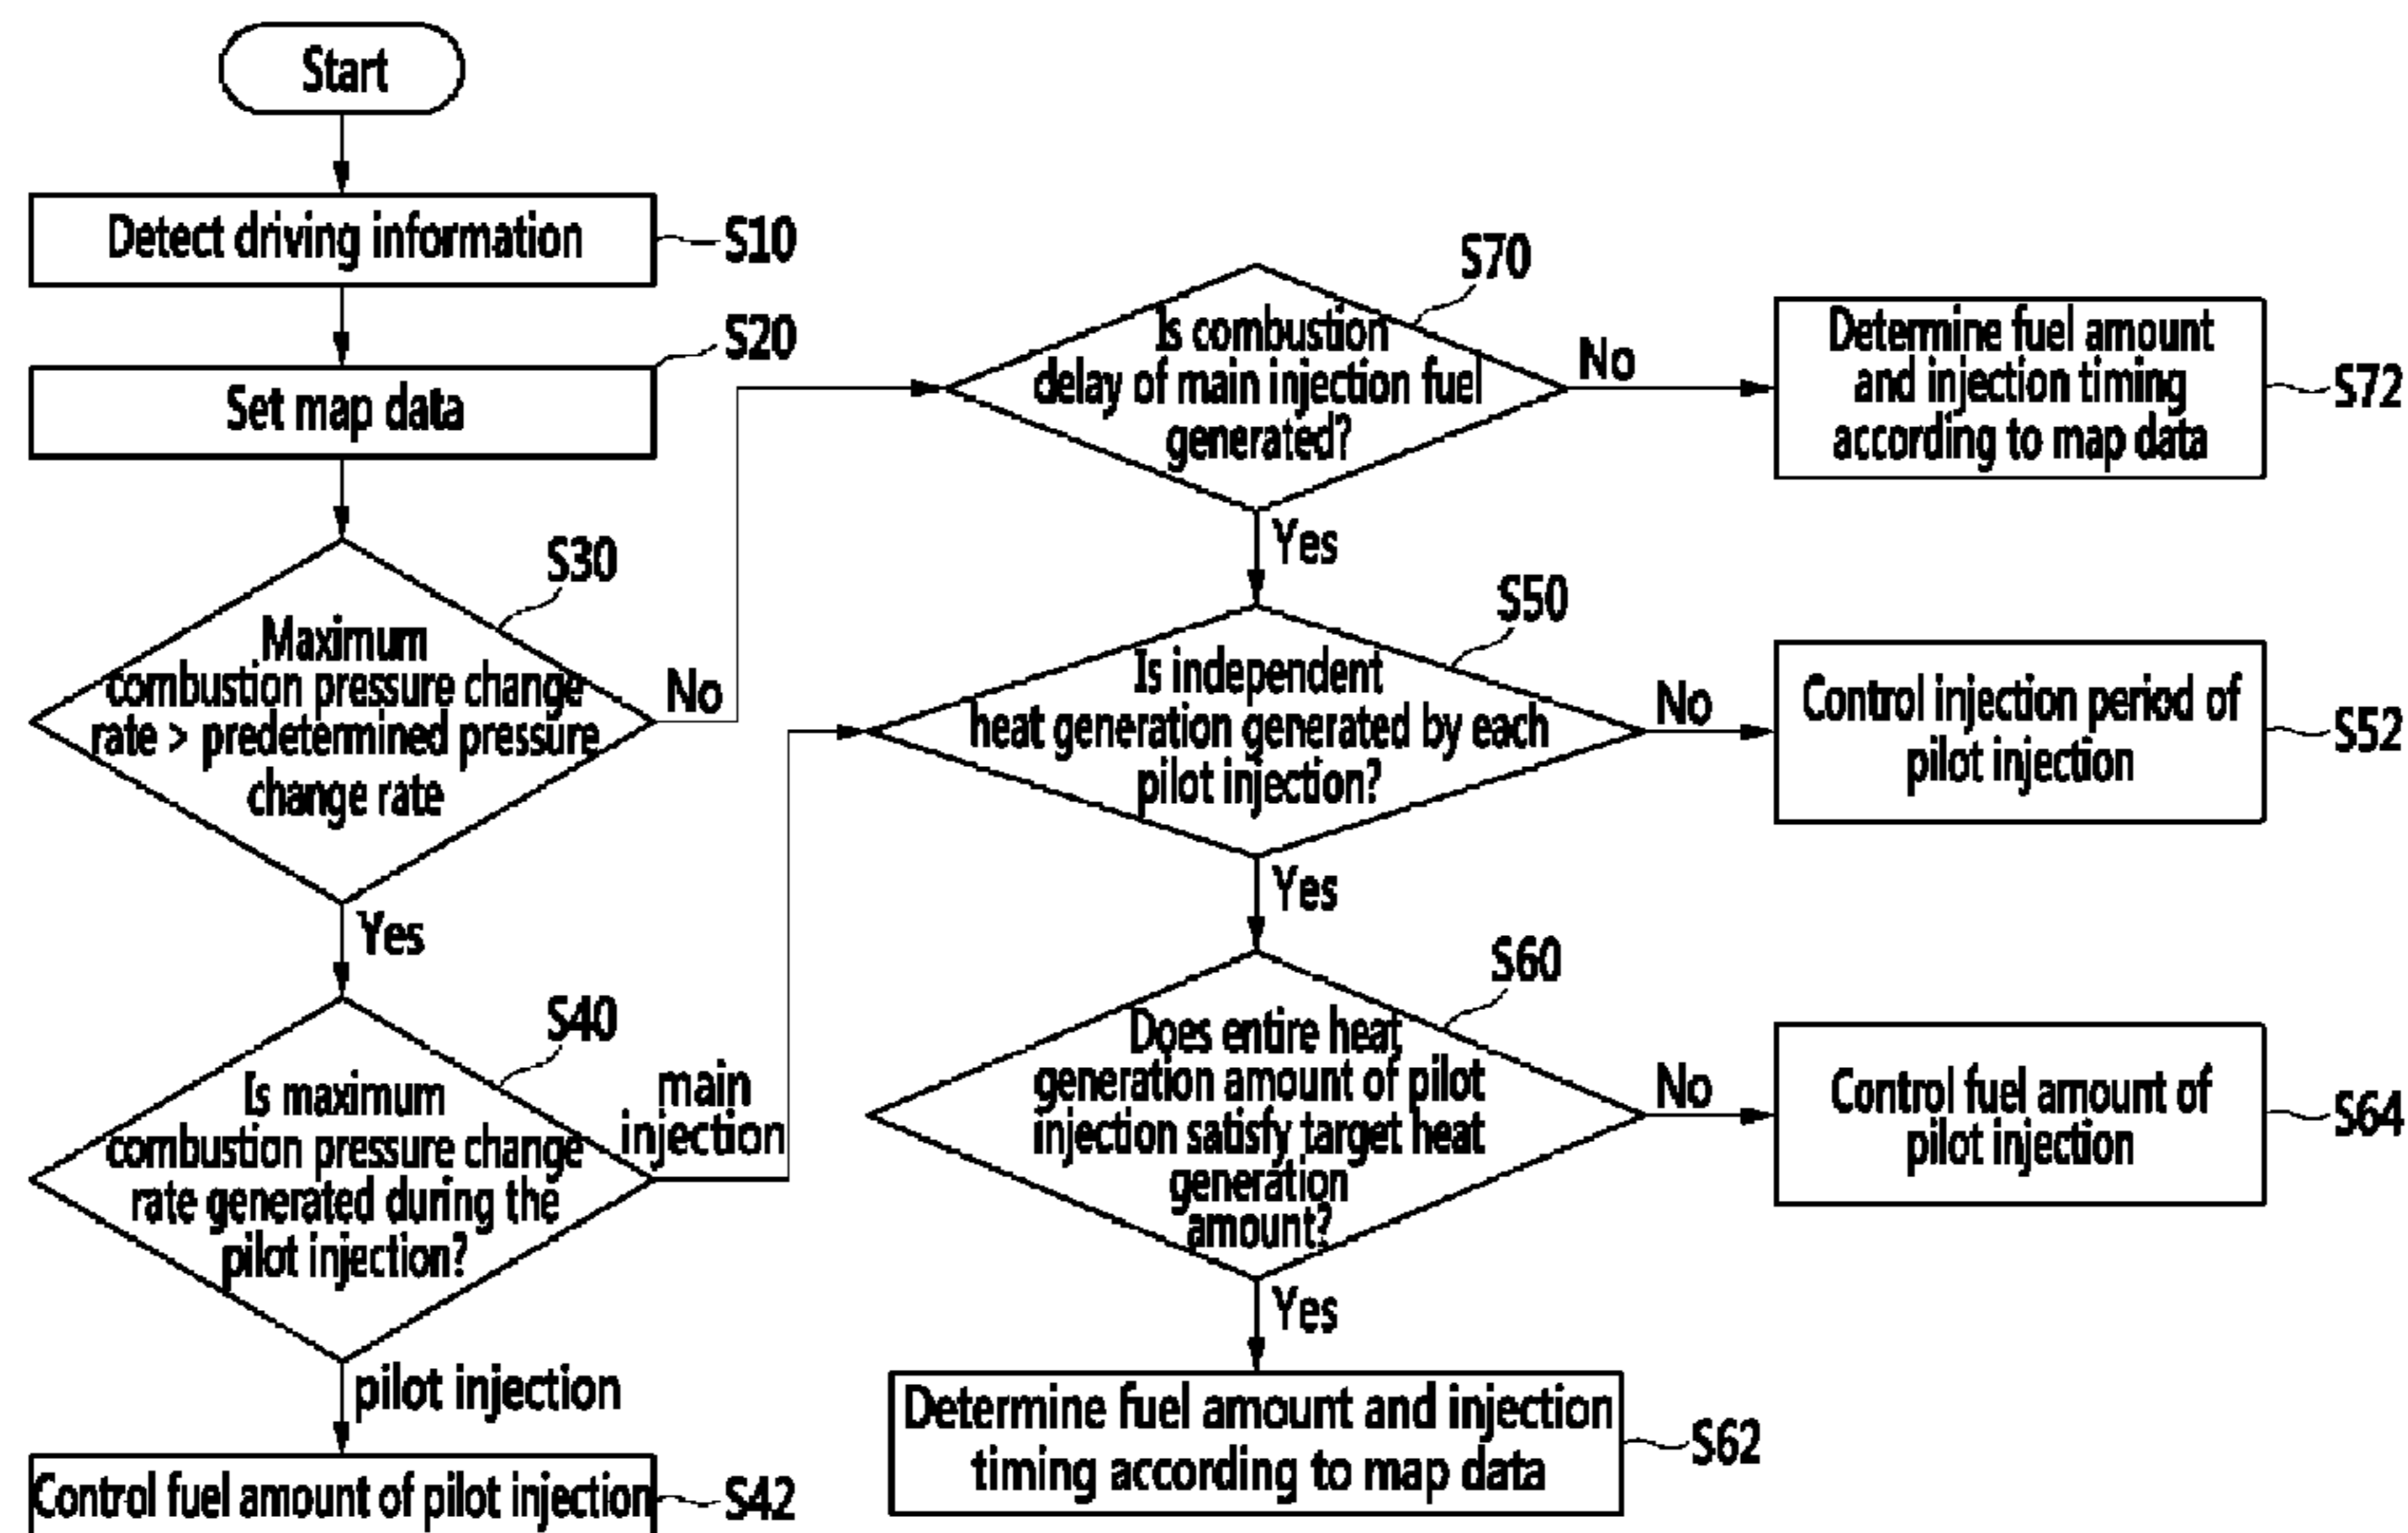 Start
Detect driving information
S10
S20
Set map data
S30
Maximum
combustion pressure change
rate > predetermined pressure
change rate
No
Yes
S40
Is maximum
combustion pressure change
rate generated during the
pilot injection?
main
injection
pilot injection
Control fuel amount of pilot injection
S42
S70
Is combustion
delay of main injection fuel
generated?
No
Determine fuel amount
and injection timing
according to map data
S72
Yes
S50
Is independent
heat generation generated by each
pilot injection?
No
Control injection period of
pilot injection
S52
Yes
S60
Does entire heat
generation amount of pilot
injection satisfy target heat
generation
amount?
No
Control fuel amount of
pilot injection
S64
Yes
Determine fuel amount and injection
timing according to map data
S62